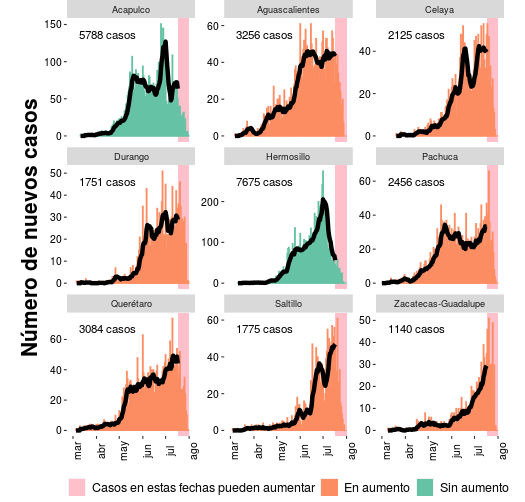 Número de nuevos casos
Acapulco
Aguascalientes
Celaya
5788 casos
3256 casos
2125 casos
150
100
50
0
60
40
20
0
40
20
0
Durango
Hermosillo
Pachuca
1751 casos
7675 casos
2456 casos
50
40
30
20
10
0
200
100
0
60
40
20
0
Querétaro
Saltillo
Zacatecas-Guadalupe
3084 casos
1775 casos
1140 casos
60
40
20
0
60
40
20
0
50
40
30
20
10
0
mar abr may jun jul ago
mar abr may jun jul ago
mar abr may jun jul ago
Casos en estas fechas pueden aumentar
En aumento
Sin aumento